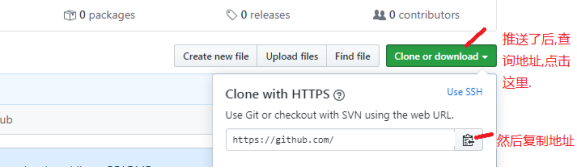 0 packages
0 releases
0 contributors
Create new file
Upload files
Find file
Clone or download
推送了后,查
询地址,点击
这里.
Clone with HTTPS
Use SSH
Use Git or checkout with SVN using the web URL.
https://github.com/
然后复制地址